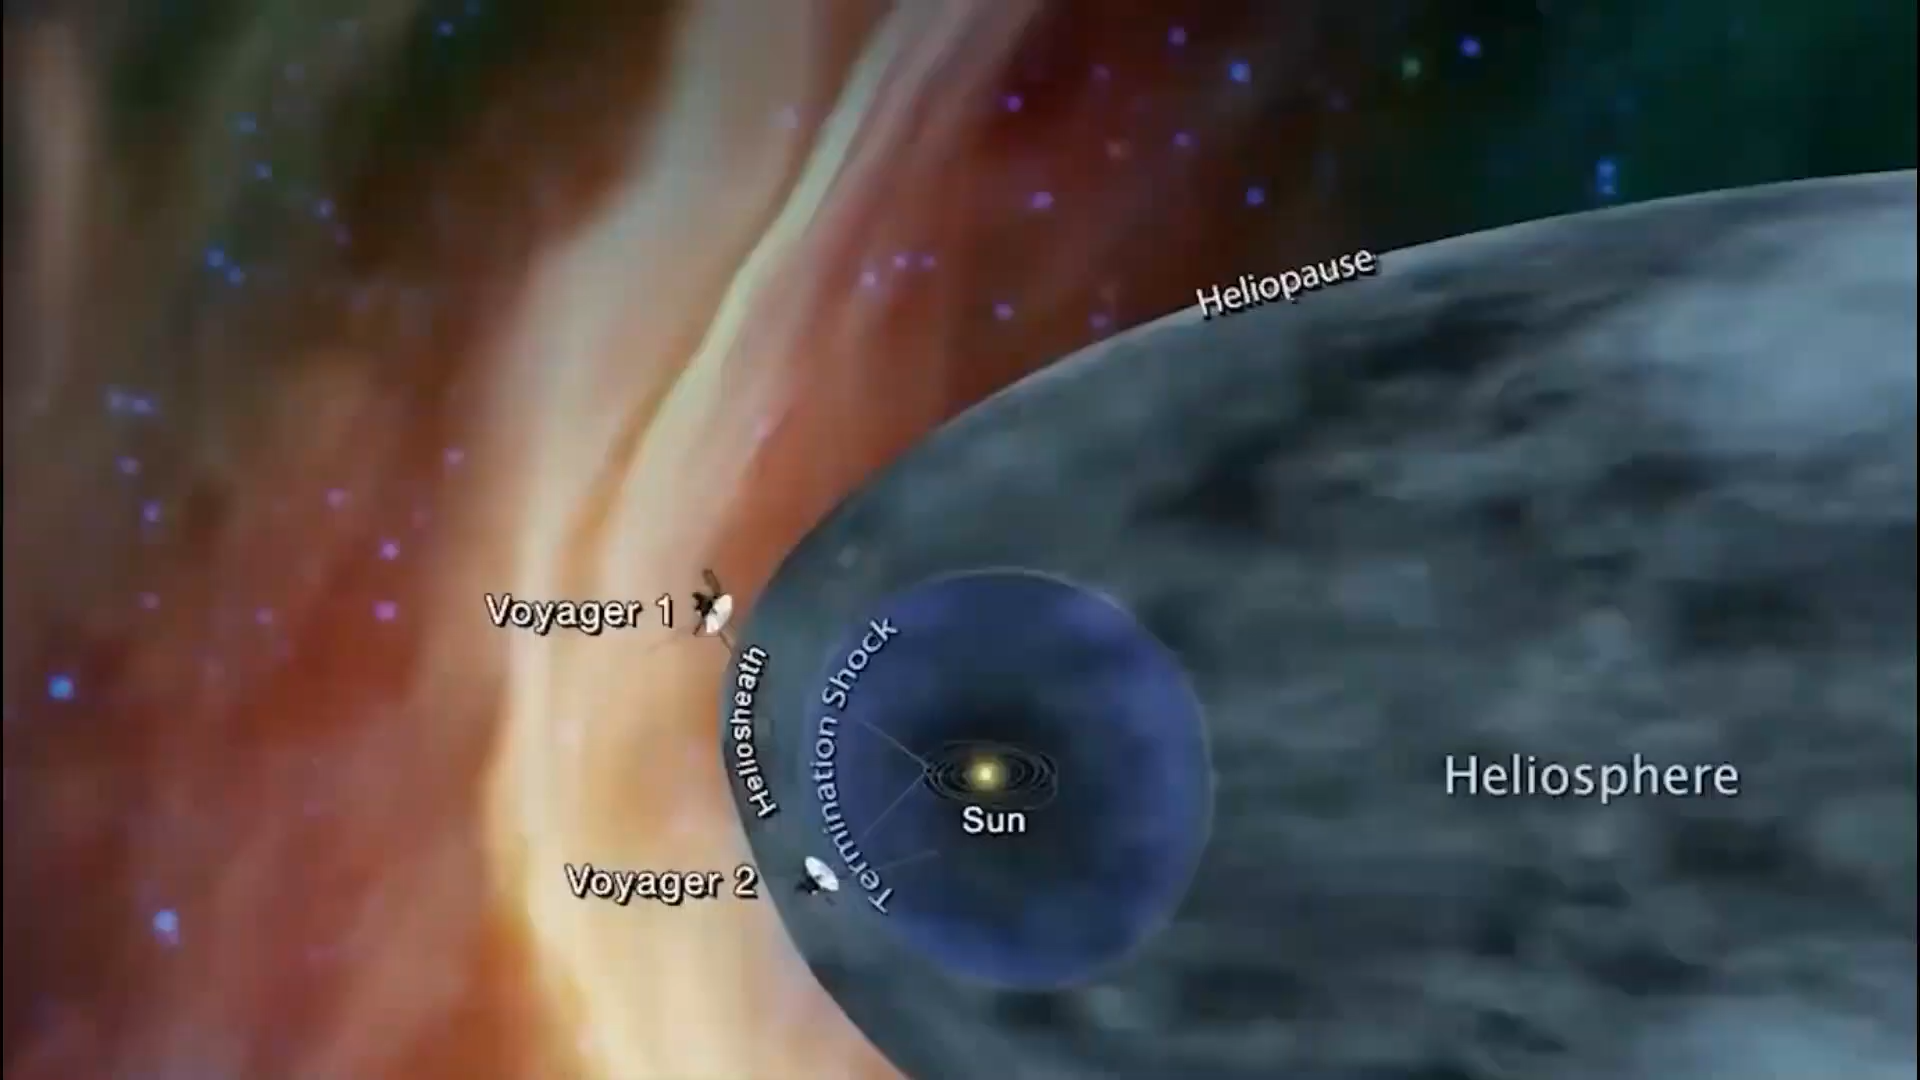 Heliopause
Voyager 1
Heliosheath
Termination Shock
Heliosphere
Sun
Voyager 2